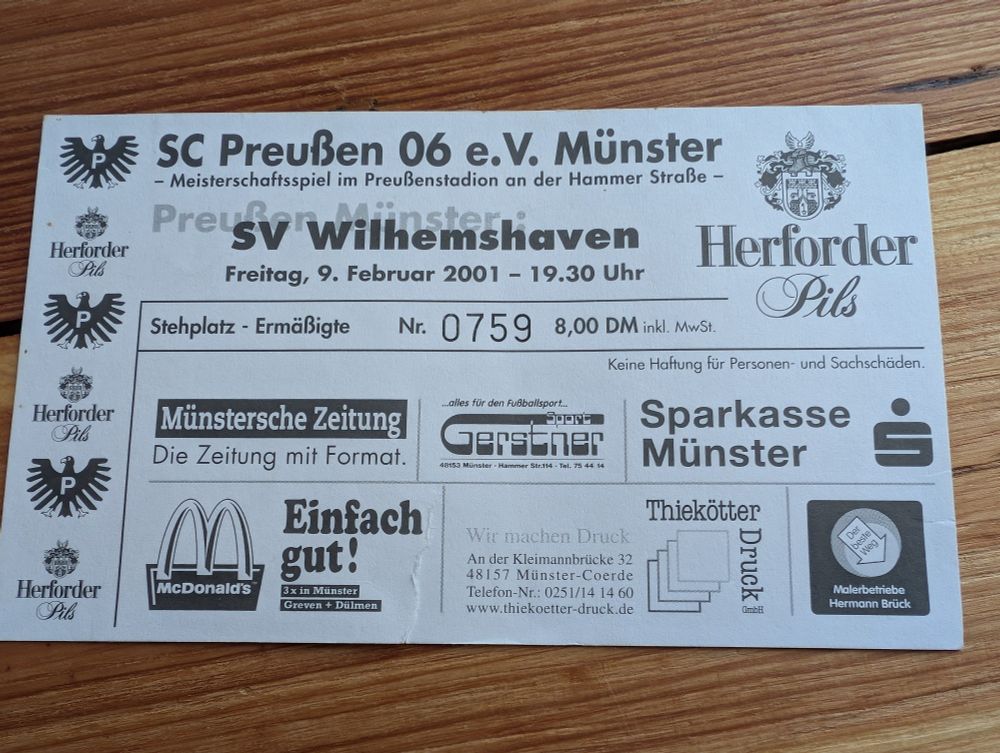 SC Preußen 06 e.V. Münster
– Meisterschaftsspiel im Preußenstadion an der Hammer Straße –
Preußen Münster :
SV Wilhemshaven
Freitag, 9. Februar 2001 – 19.30 Uhr
Herforder
Pils
Stehplatz - Ermäßigte Nr. 0759 8,00 DM inkl. MwSt.
Keine Haftung für Personen- und Sachschäden.
P
Herforder
Pils
P
Herforder
Pils
P
Herforder
Pils
Münstersche Zeitung
Die Zeitung mit Format.
...alles für den Fußballsport...
Sport
Gerstner
48153 Münster · Hammer Str.114 · Tel. 75 44 14
Sparkasse
Münster
McDonald's
Einfach
gut!
3x in Münster
Greven + Dülmen
Wir machen Druck
An der Kleimannbrücke 32
48157 Münster-Coerde
Telefon-Nr.: 0251/14 14 60
www.thiekoetter-druck.de
Thiekötter
Druck
GmbH
Der
beste
Weg
Malerbetriebe
Hermann Brück